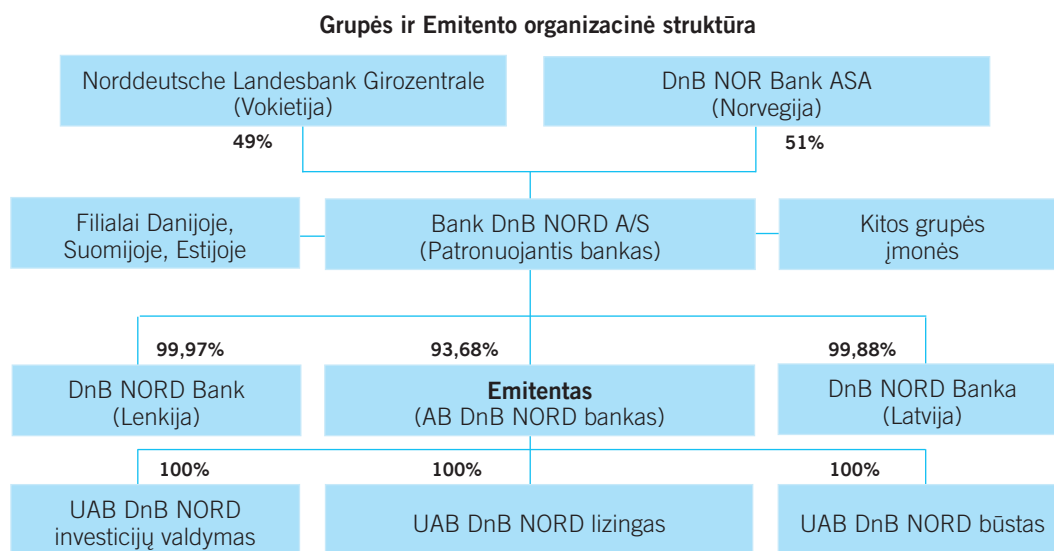 Grupės ir Emitento organizacinė struktūra
Norddeutsche Landesbank Girozentrale
(Vokietija)
DnB NOR Bank ASA
(Norvegija)
49%
51%
Filialai Danijoje,
Suomijoje, Estijoje
Bank DnB NORD A/S
(Patronuojantis bankas)
Kitos grupės
įmonės
99,97%
93,68%
99,88%
DnB NORD Bank
(Lenkija)
Emitentas
(AB DnB NORD bankas)
DnB NORD Banka
(Latvija)
100%
100%
100%
UAB DnB NORD
investicijų valdymas
UAB DnB NORD lizingas
UAB DnB NORD būstas